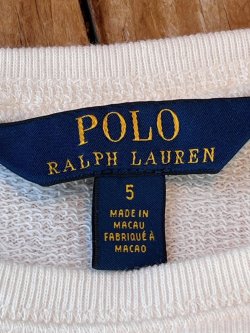 POLO
RALPH LAUREN
5
MADE IN
MACAU
FABRIQUÉ À
MACAO